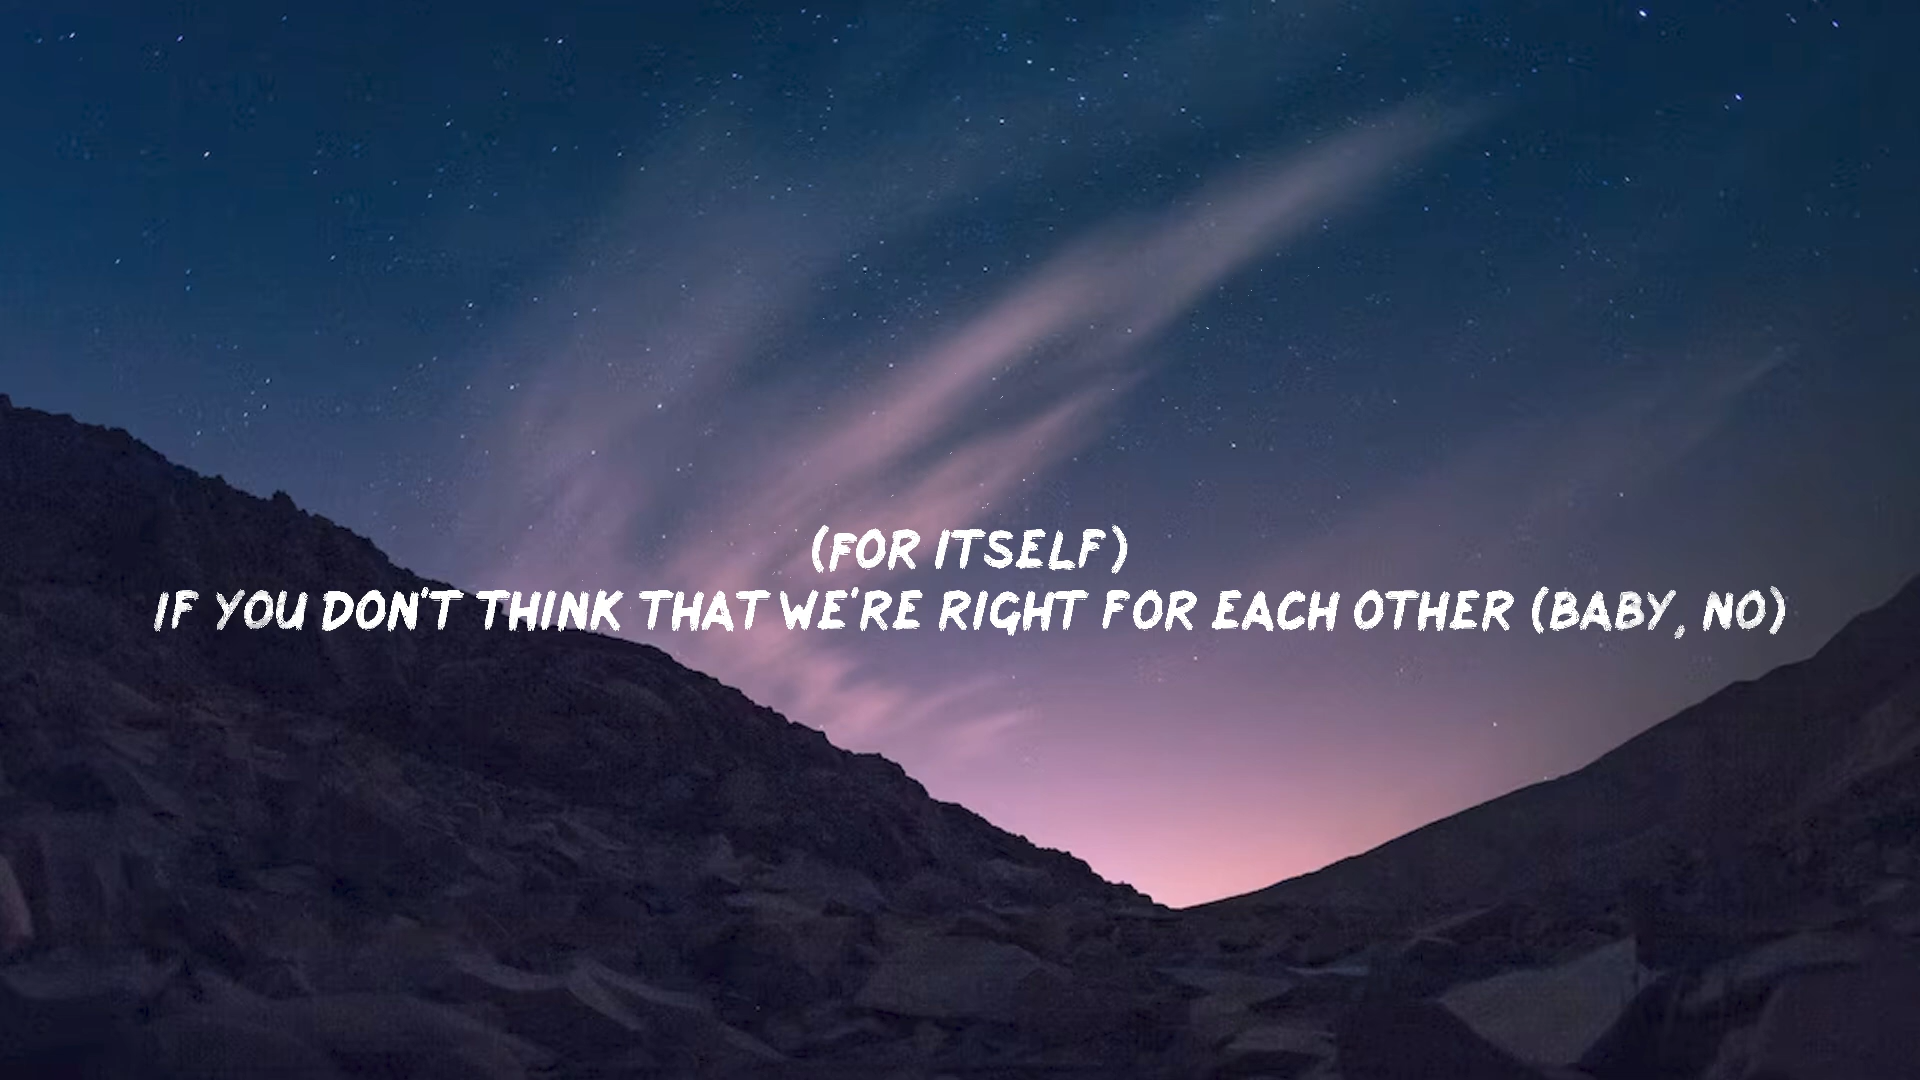 (FOR ITSELF)
IF YOU DON'T THINK THAT WE'RE RIGHT FOR EACH OTHER (BABY, NO)